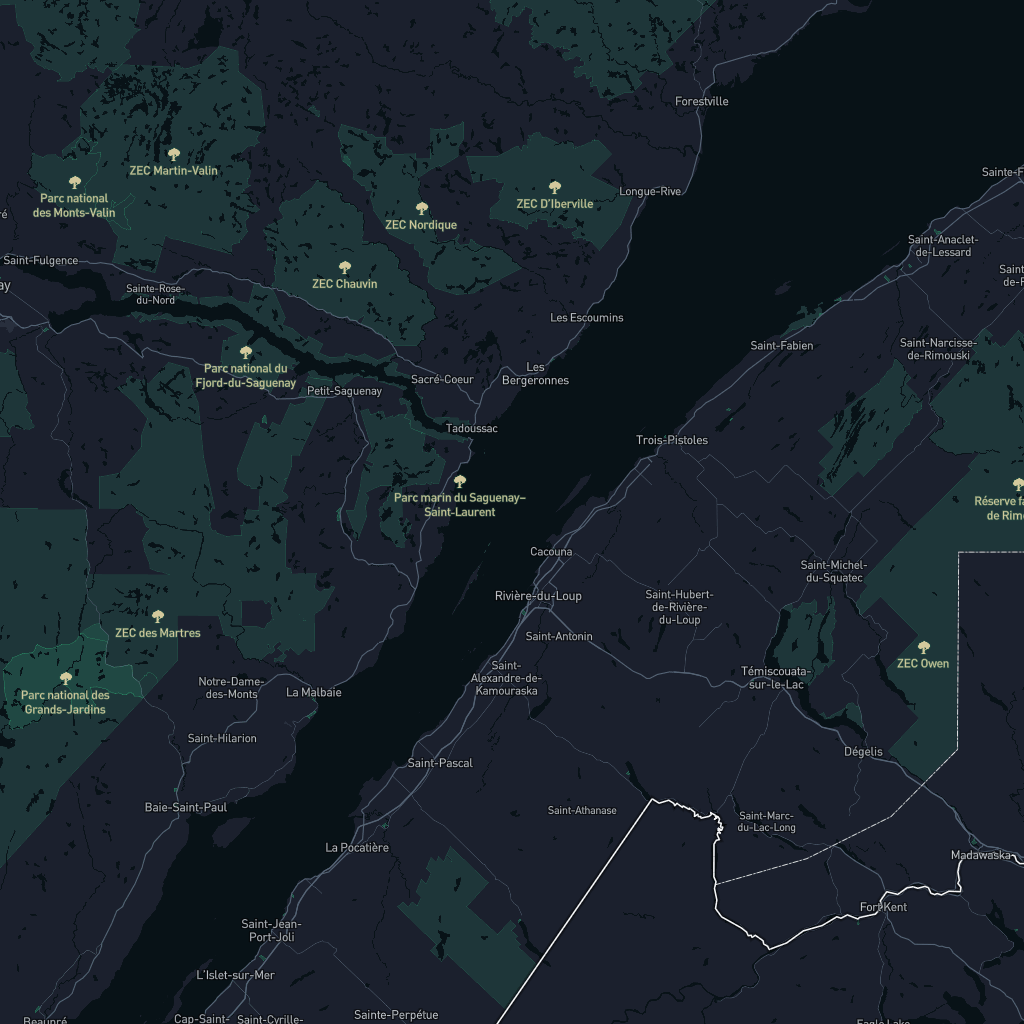 Forestville
ZEC Martin-Valin
Sainte-F
Parc national
des Monts-Valin
Longue-Rive
ZEC D'Iberville
ré
ZEC Nordique
Saint-Anaclet-
de-Lessard
Saint-Fulgence
ay
Sainte-Rose-
du-Nord
ZEC Chauvin
Saint
de-F
Les Escoumins
Saint-Fabien
Saint-Narcisse-
de-Rimouski
Parc national du
Fjord-du-Saguenay
Les
Bergeronnes
Sacré-Coeur
Petit-Saguenay
Tadoussac
Trois-Pistoles
Parc marin du Saguenay–
Saint-Laurent
Réserve fa
de Rim
Cacouna
Saint-Michel-
du-Squatec
Rivière-du-Loup
Saint-Hubert-
de-Rivière-
du-Loup
ZEC des Martres
Saint-Antonin
ZEC Owen
Saint-
Alexandre-de-
Kamouraska
Témiscouata-
sur-le-Lac
Parc national des
Grands-Jardins
Notre-Dame-
des-Monts
La Malbaie
Saint-Hilarion
Dégelis
Saint-Pascal
Baie-Saint-Paul
Saint-Athanase
Saint-Marc-
du-Lac-Long
La Pocatière
Madawaska
Fort Kent
Saint-Jean-
Port-Joli
L'Islet-sur-Mer
Sainte-Perpétue
Beaupré
Cap-Saint-
Saint-Cyrille-
Eagle Lake